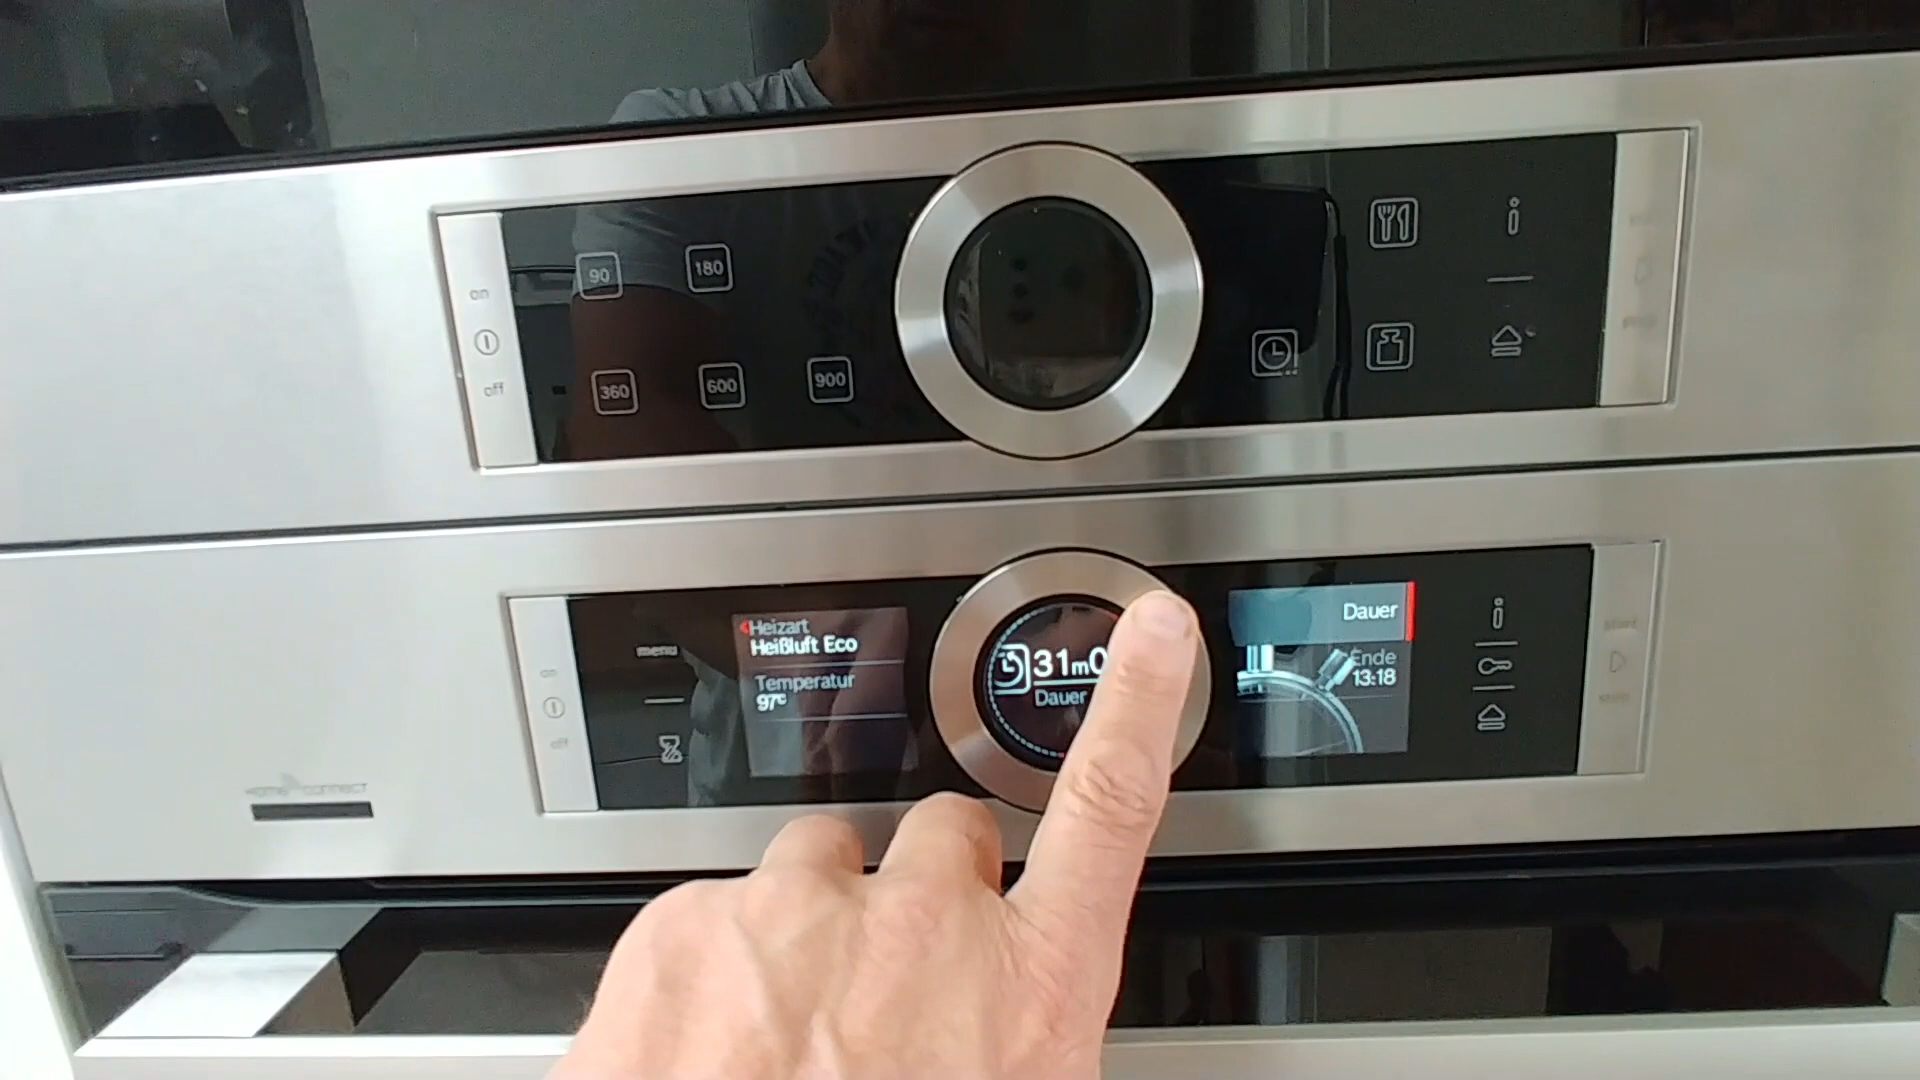 90
180
on
360
600
900
off
menu
<Heizart
Heißluft Eco
Temperatur
97°C
31m0
Dauer
Dauer
Ende
13:18
on
off
Home Connect